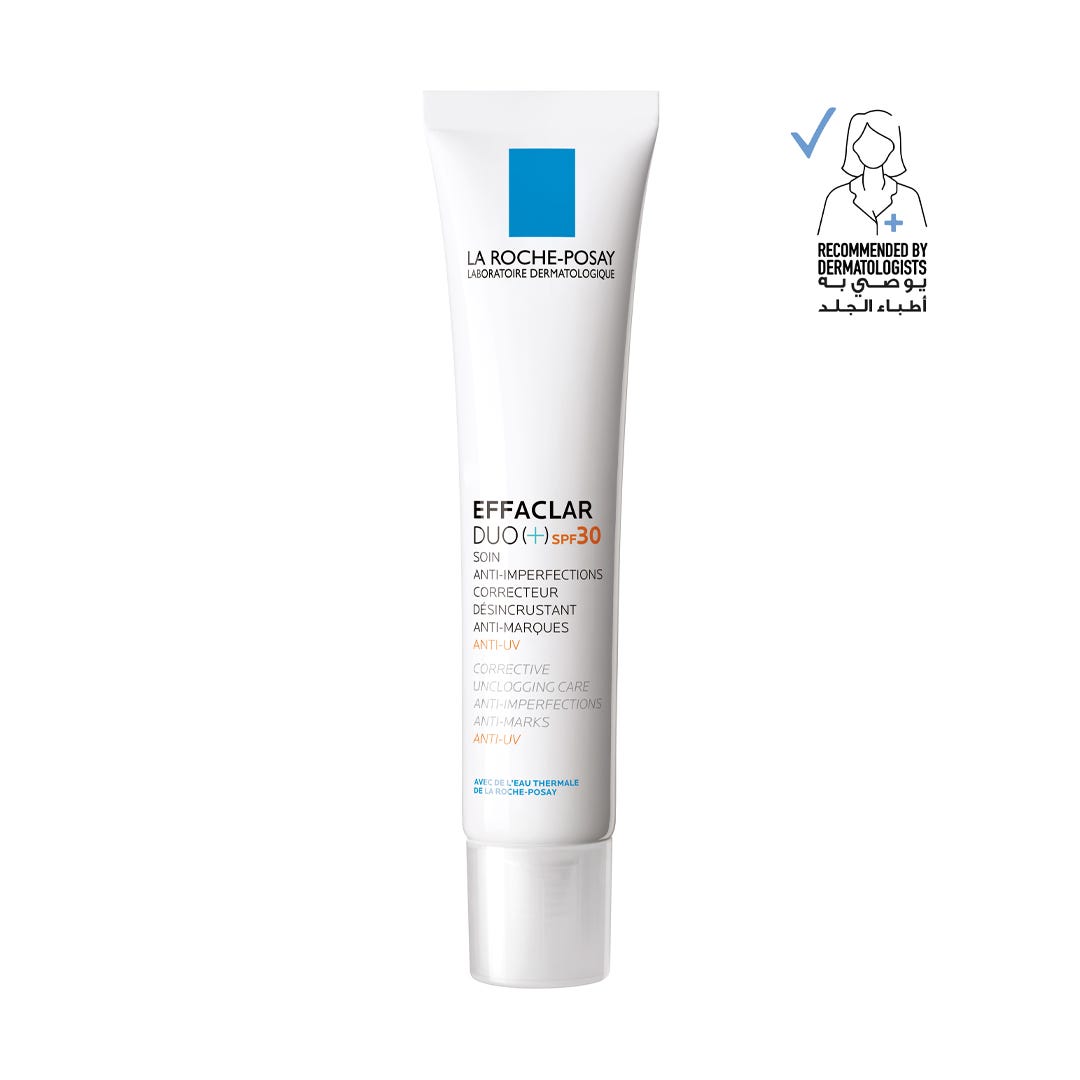 LA ROCHE-POSAY
LABORATOIRE DERMATOLOGIQUE
EFFACLAR
DUO(+) SPF30
SOIN
ANTI-IMPERFECTIONS
CORRECTEUR
DÉSINCRUSTANT
ANTI-MARQUES
ANTI-UV
CORRECTIVE
UNCLOGGING CARE
ANTI-IMPERFECTIONS
ANTI-MARKS
ANTI-UV
AVEC DE L'EAU THERMALE
DE LA ROCHE-POSAY
RECOMMENDED BY
DERMATOLOGISTS
يوصي به
أطباء الجلد